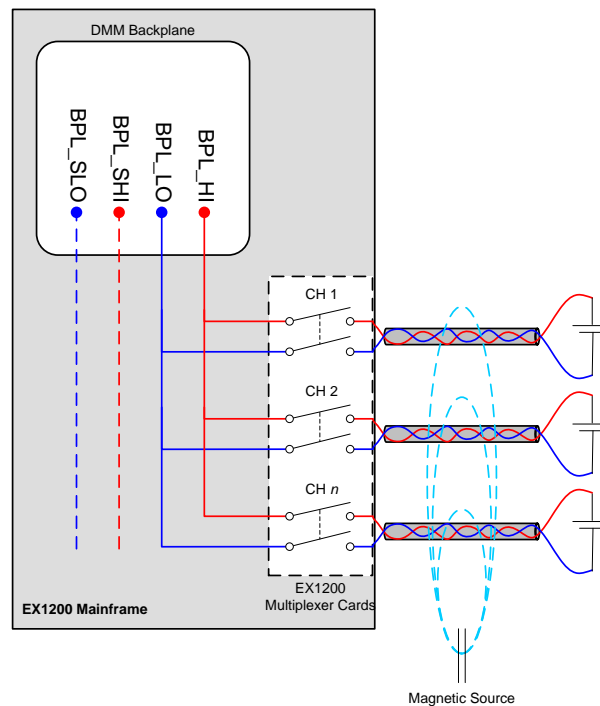 DMM Backplane
BPL_SLO
BPL_SHI
BPL_LO
BPL_HI
CH 1
CH 2
CH n
EX1200
Multiplexer Cards
EX1200 Mainframe
Magnetic Source